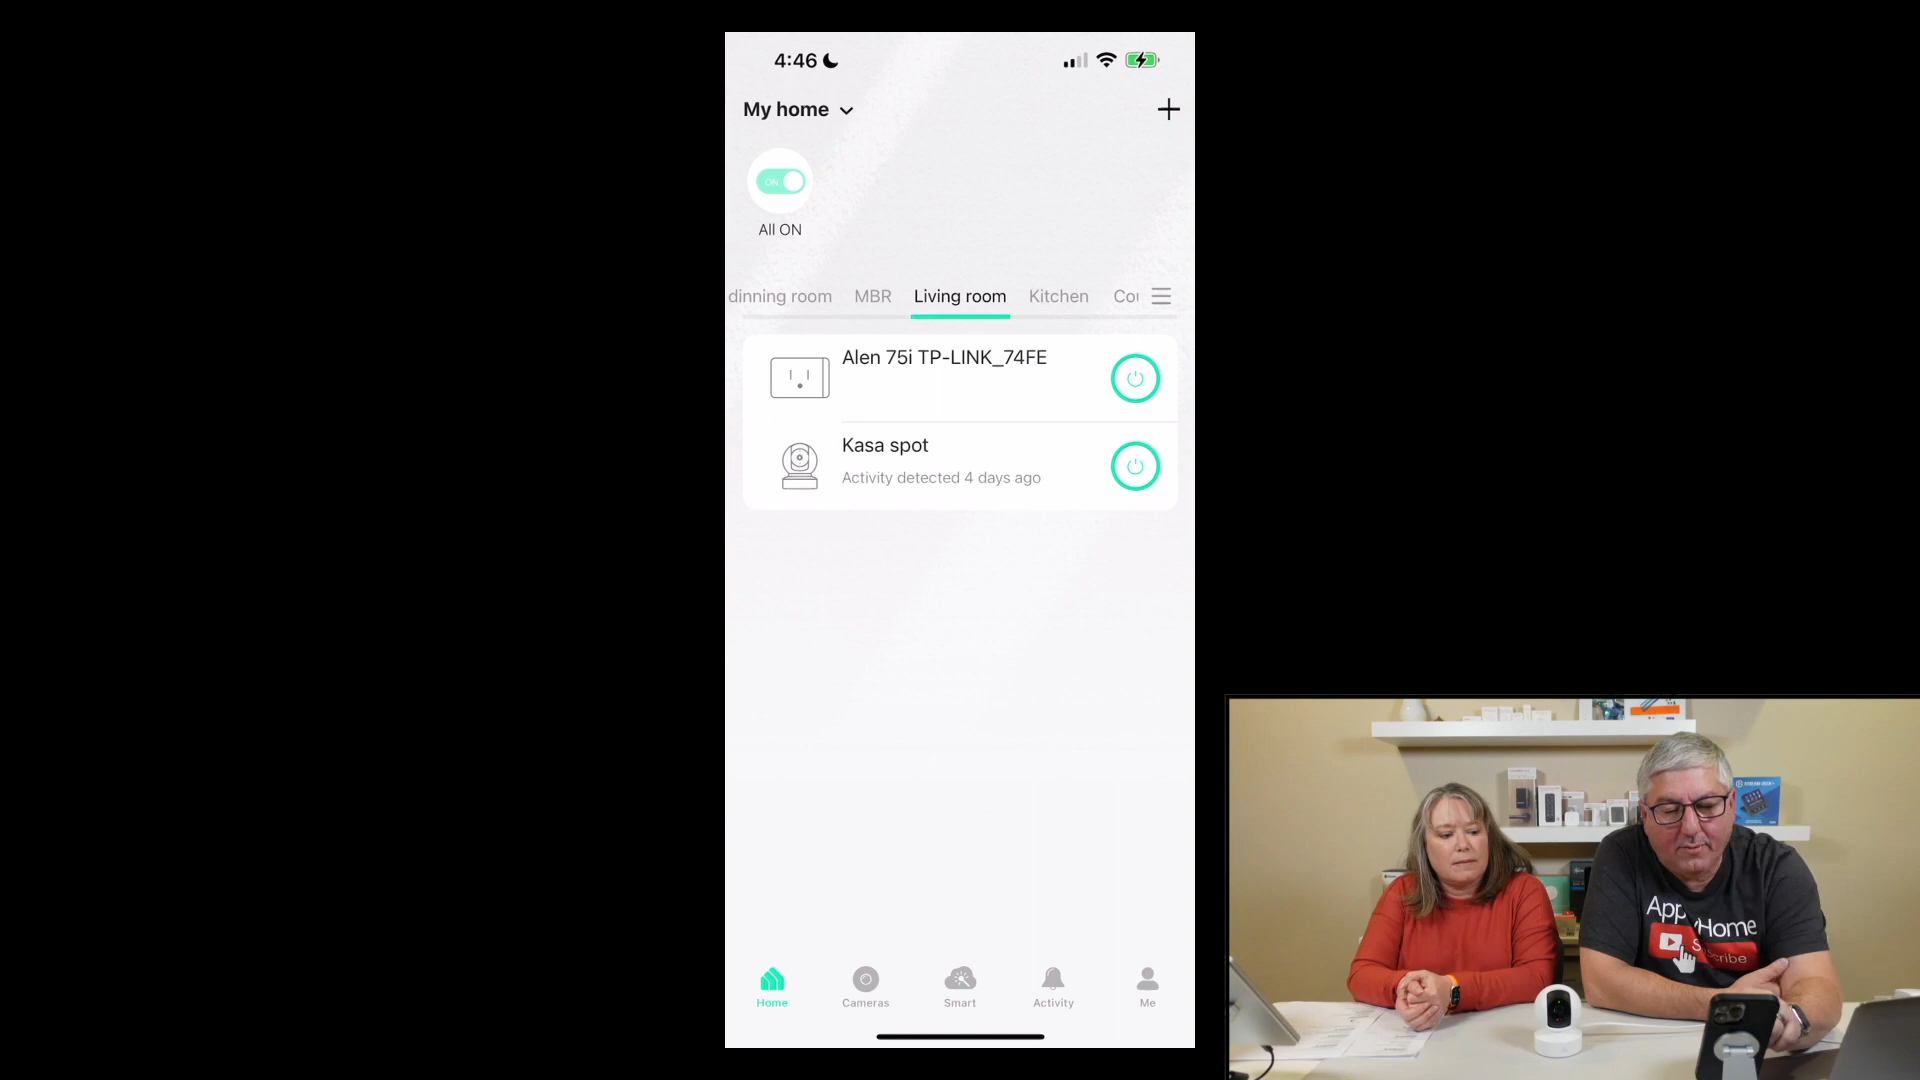 4:46
My home
ON
All ON
dinning room MBR Living room Kitchen
Alen 75i TP-LINK_74FE
Kasa spot
Activity detected 4 days ago
Home Cameras Smart Activity Me